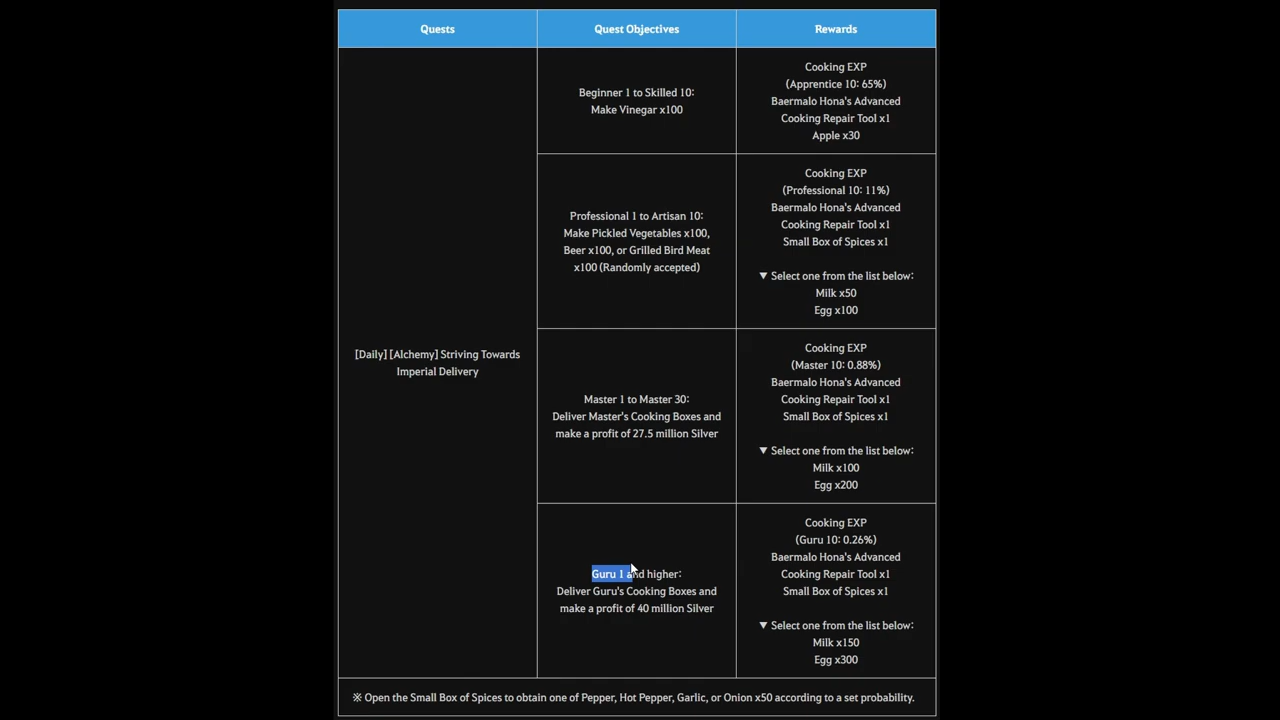 Quests
Quest Objectives
Rewards
[Daily] [Alchemy] Striving Towards
Imperial Delivery
Beginner 1 to Skilled 10:
Make Vinegar x100
Cooking EXP
(Apprentice 10: 65%)
Baermalo Hona's Advanced
Cooking Repair Tool x1
Apple x30
Professional 1 to Artisan 10:
Make Pickled Vegetables x100,
Beer x100, or Grilled Bird Meat
x100 (Randomly accepted)
Cooking EXP
(Professional 10: 11%)
Baermalo Hona's Advanced
Cooking Repair Tool x1
Small Box of Spices x1
▼ Select one from the list below:
Milk x50
Egg x100
Master 1 to Master 30:
Deliver Master's Cooking Boxes and
make a profit of 27.5 million Silver
Cooking EXP
(Master 10: 0.88%)
Baermalo Hona's Advanced
Cooking Repair Tool x1
Small Box of Spices x1
▼ Select one from the list below:
Milk x100
Egg x200
Guru 1 and higher:
Deliver Guru's Cooking Boxes and
make a profit of 40 million Silver
Cooking EXP
(Guru 10: 0.26%)
Baermalo Hona's Advanced
Cooking Repair Tool x1
Small Box of Spices x1
▼ Select one from the list below:
Milk x150
Egg x300
※ Open the Small Box of Spices to obtain one of Pepper, Hot Pepper, Garlic, or Onion x50 according to a set probability.